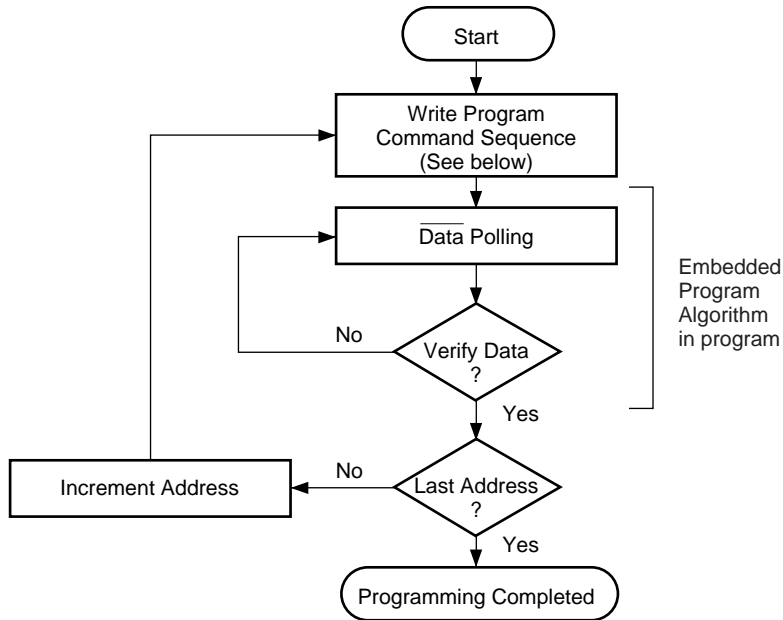 Start
Write Program
Command Sequence
(See below)
Data Polling
Embedded
Program
Algorithm
in program
No
Verify Data
?
Yes
No
Increment Address
Last Address
?
Yes
Programming Completed